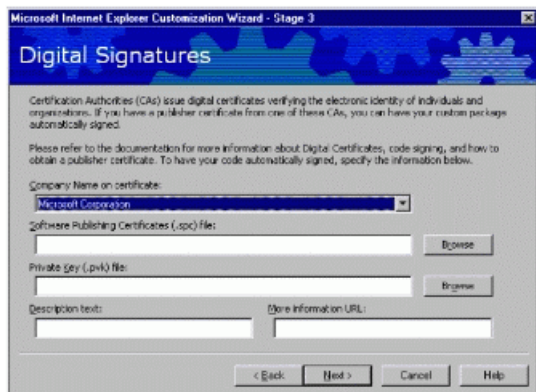 Microsoft Internet Explorer Customization Wizard - Stage 3
Digital Signatures
Certification Authorities (CAs) issue digital certificates verifying the electronic identity of individuals and
organizations. If you have a publisher certificate from one of these CAs, you can have your custom package
automatically signed.
Please refer to the documentation for more information about Digital Certificates, code signing, and how to
obtain a publisher certificate. To have your code automatically signed, specify the information below.
Company Name on certificate:
Microsoft Corporation
Software Publishing Certificates (.spc) file:
Browse
Private Key (.pvk) file:
Browse
Description text: More information URL:
< Back Next > Cancel Help